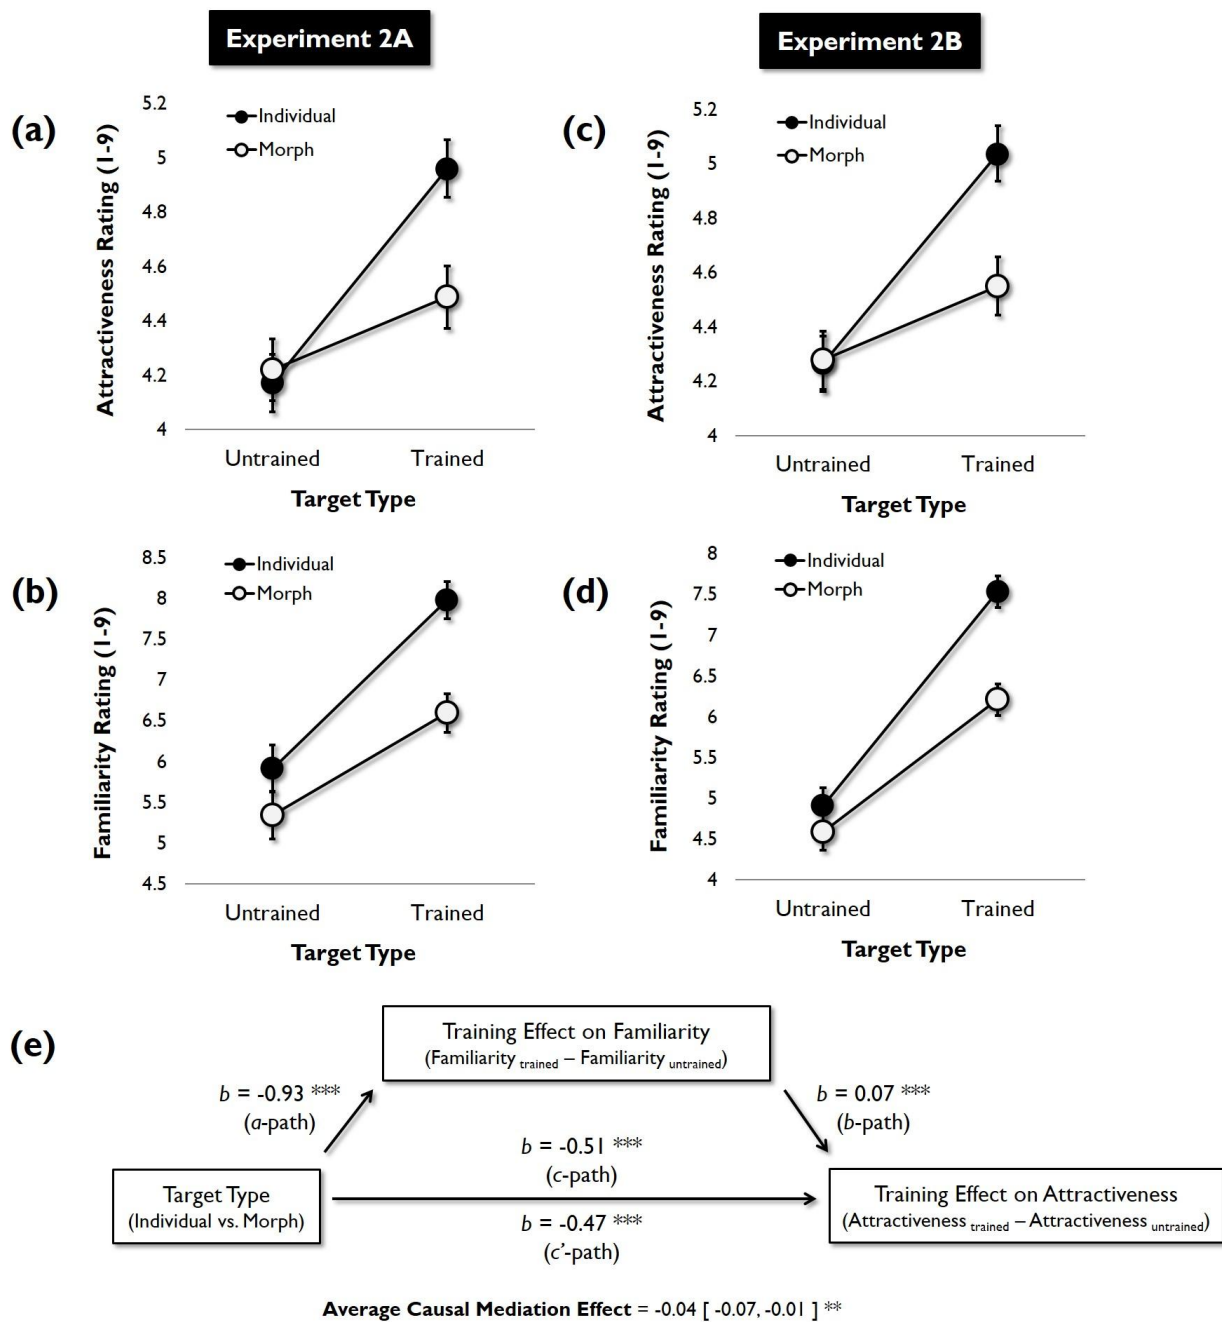 Experiment 2A
Experiment 2B
(a)
Attractiveness Rating (1-9)
5.2
5
4.8
4.6
4.4
4.2
4
Individual
Morph
Untrained
Trained
Target Type
(c)
Attractiveness Rating (1-9)
5.2
5
4.8
4.6
4.4
4.2
4
Individual
Morph
Untrained
Trained
Target Type
(b)
Familiarity Rating (1-9)
8.5
8
7.5
7
6.5
6
5.5
5
4.5
Individual
Morph
Untrained
Trained
Target Type
(d)
Familiarity Rating (1-9)
8
7.5
7
6.5
6
5.5
5
4.5
4
Individual
Morph
Untrained
Trained
Target Type
(e)
Training Effect on Familiarity
(Familiarity trained – Familiarity untrained)
b = -0.93 ***
(a-path)
b = 0.07 ***
(b-path)
b = -0.51 ***
(c-path)
Target Type
(Individual vs. Morph)
Training Effect on Attractiveness
(Attractiveness trained – Attractiveness untrained)
b = -0.47 ***
(c'-path)
Average Causal Mediation Effect = -0.04 [ -0.07, -0.01 ] **